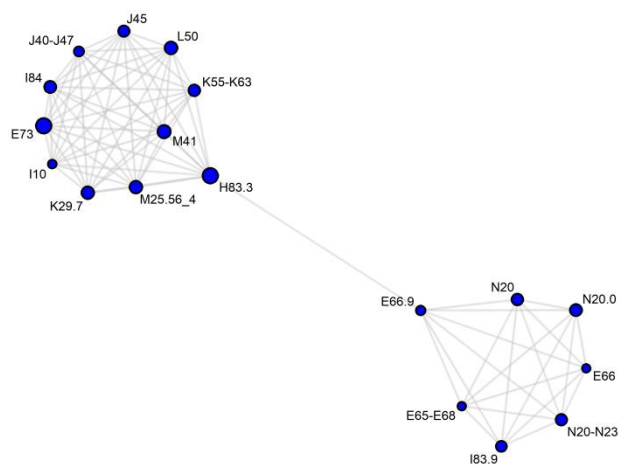 J45
J40-J47
L50
I84
K55-K63
E73
M41
I10
H83.3
K29.7
M25.56_4
E66.9
N20
N20.0
E66
E65-E68
N20-N23
I83.9